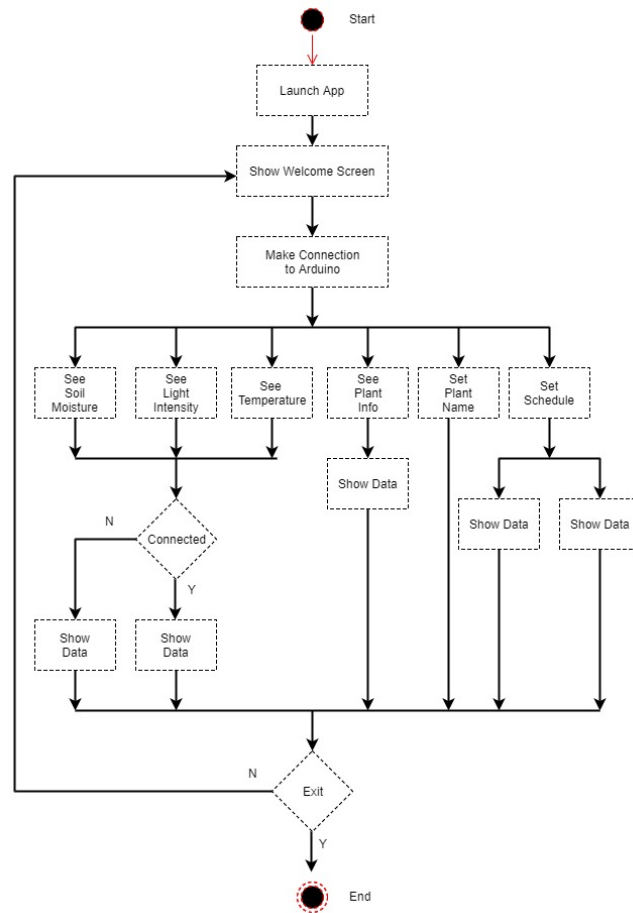 Start
Launch App
Show Welcome Screen
Make Connection
to Arduino
See
Soil
Moisture
See
Light
Intensity
See
Temperature
See
Plant
Info
Set
Plant
Name
Set
Schedule
Show Data
Show Data
Show Data
N
Connected
Y
Show
Data
Show
Data
N
Exit
Y
End